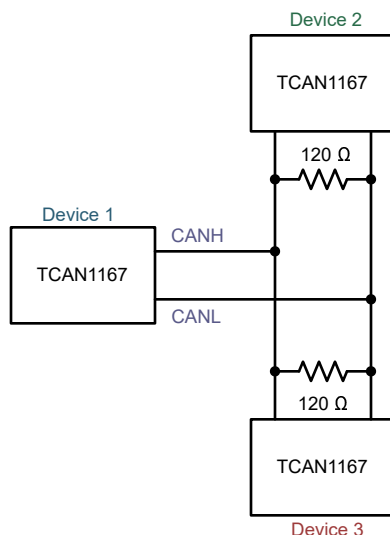 Device 2
TCAN1167
120 Ω
Device 1
CANH
TCAN1167
CANL
120 Ω
TCAN1167
Device 3